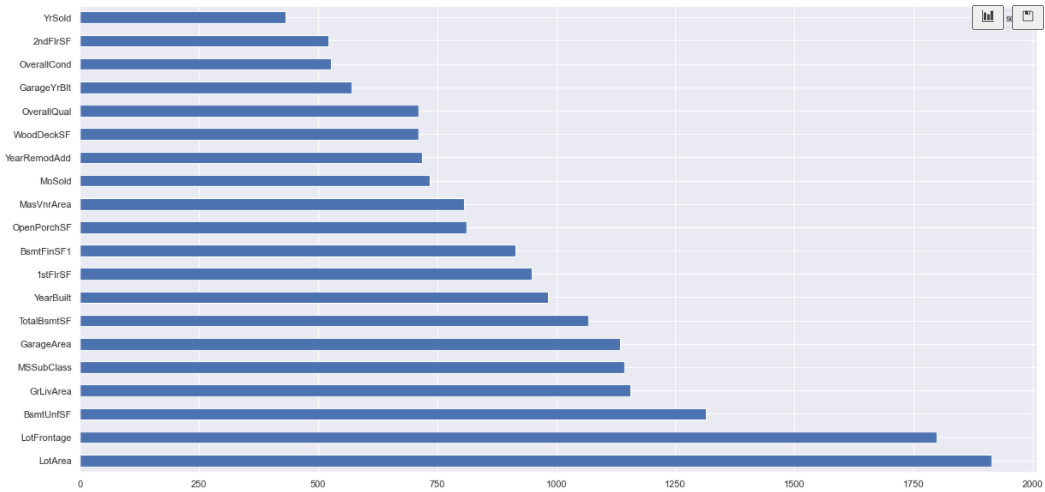 YrSold
2ndFlrSF
OverallCond
GarageYrBlt
OverallQual
WoodDeckSF
YearRemodAdd
MoSold
MasVnrArea
OpenPorchSF
BsmtFinSF1
1stFlrSF
YearBuilt
TotalBsmtSF
GarageArea
MSSubClass
GrLivArea
BsmtUnfSF
LotFrontage
LotArea
0 250 500 750 1000 1250 1500 1750 2000